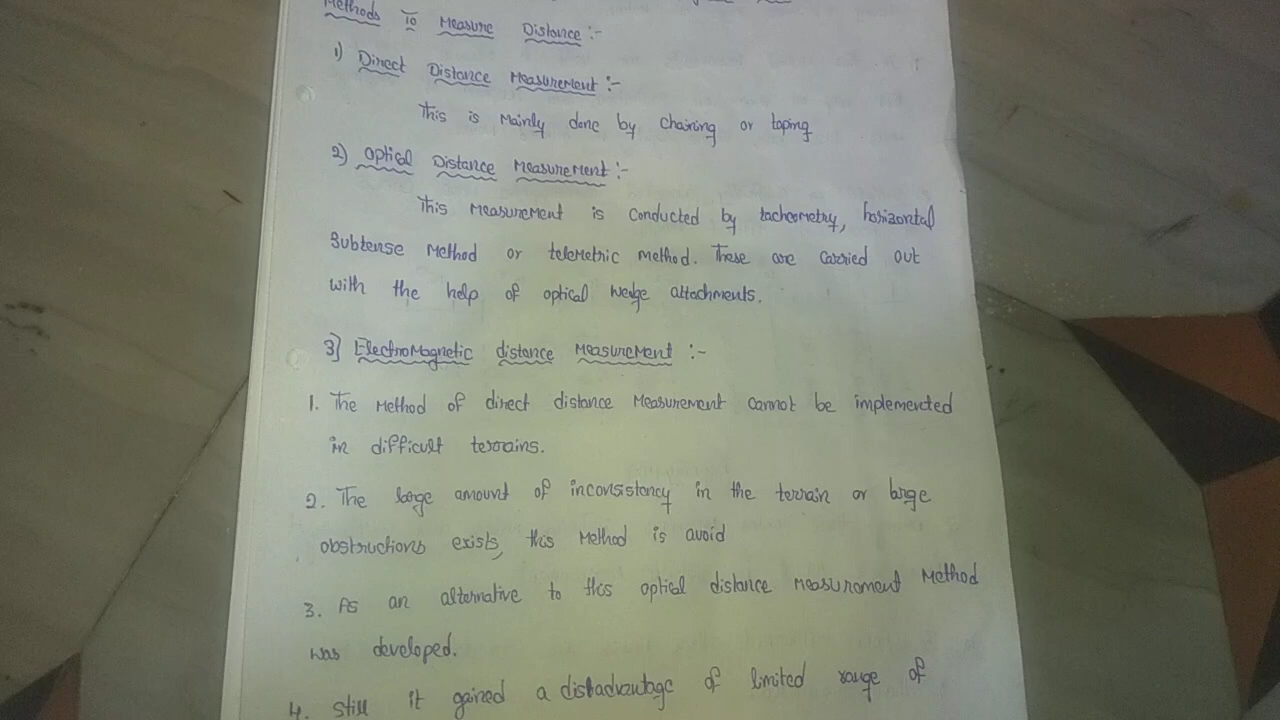 Methods To Measure Distance :-
1) Direct Distance Measurement :-
This is Mainly done by chaining or taping
2) Optical Distance Measurement :-
This Measurement is conducted by tacheometry, horizontal
Subtense Method or telemetric method. These are carried out
with the help of optical wedge attachments.
3] ElectroMagnetic distance Measurement :-
1. The Method of direct distance Measurement cannot be implemented
in difficult terrains.
2. The large amount of inconsistency in the terrain or large
obstructions exists, this Method is avoid
3. As an alternative to this optical distance measurement Method
was developed.
4. Still it gained a disadvantage of limited range of